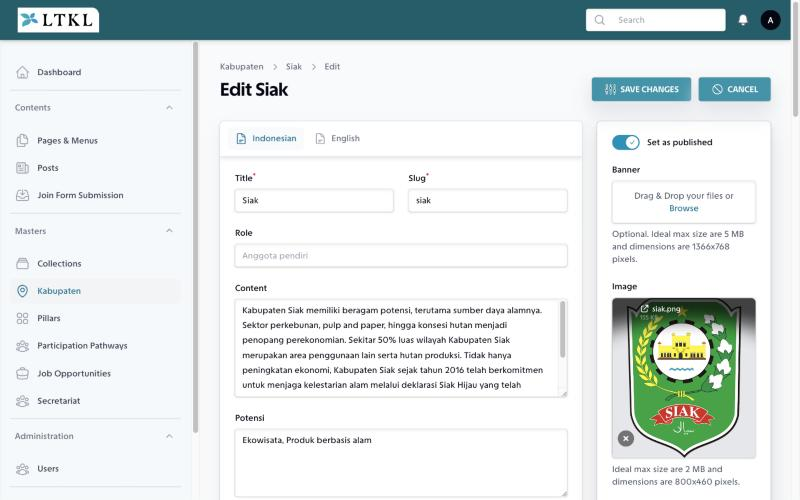 LTKL
Search
A
Dashboard
Contents
Pages & Menus
Posts
Join Form Submission
Masters
Collections
Kabupaten
Pillars
Participation Pathways
Job Opportunities
Secretariat
Administration
Users
Kabupaten > Siak > Edit
Edit Siak
SAVE CHANGES
CANCEL
Indonesian
English
Title*
Slug*
Siak
siak
Role
Anggota pendiri
Content
Kabupaten Siak memiliki beragam potensi, terutama sumber daya alamnya.
Sektor perkebunan, pulp and paper, hingga konsesi hutan menjadi
penopang perekonomian. Sekitar 50% luas wilayah Kabupaten Siak
merupakan area penggunaan lain serta hutan produksi. Tidak hanya
peningkatan ekonomi, Kabupaten Siak sejak tahun 2016 telah berkomitmen
untuk menjaga kelestarian alam melalui deklarasi Siak Hijau yang telah
Potensi
Ekowisata, Produk berbasis alam
Set as published
Banner
Drag & Drop your files or
Browse
Optional. Ideal max size are 5 MB
and dimensions are 1366x768
pixels.
Image
siak.png
SIAK
سياك
Ideal max size are 2 MB and
dimensions are 800x460 pixels.